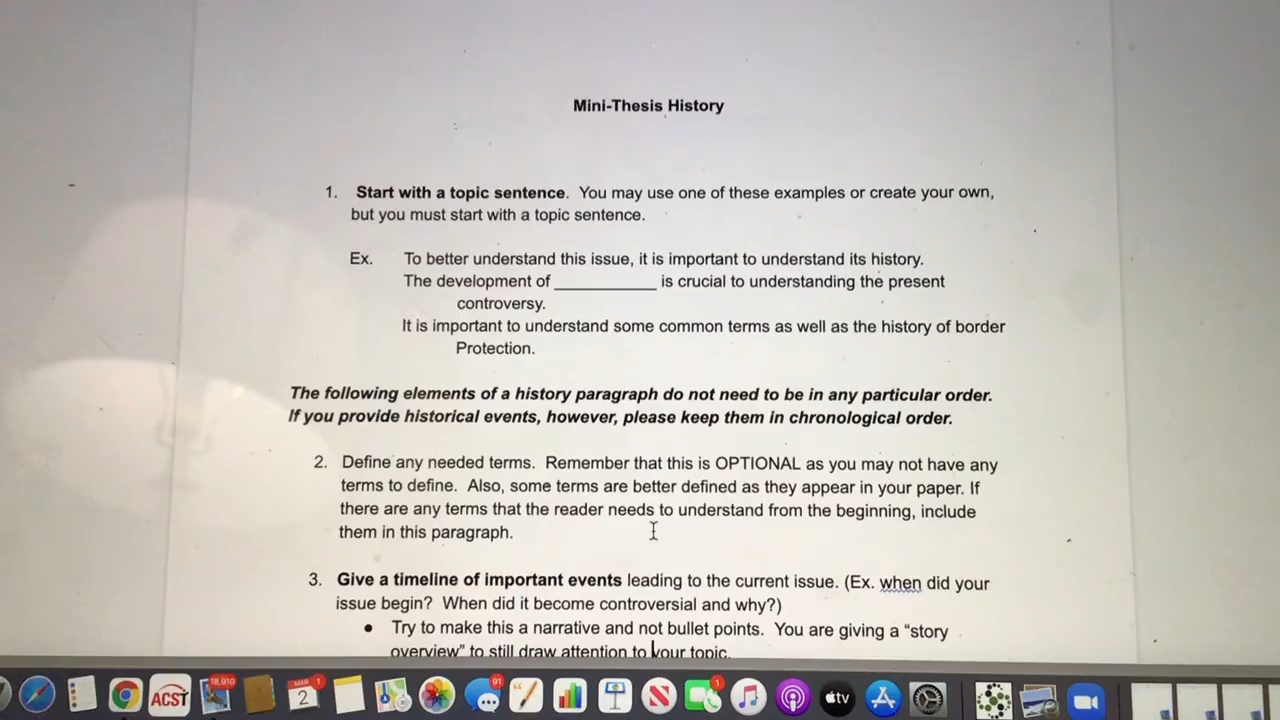 Mini-Thesis History
1. Start with a topic sentence. You may use one of these examples or create your own,
but you must start with a topic sentence.
Ex. To better understand this issue, it is important to understand its history.
The development of ____________ is crucial to understanding the present
controversy.
It is important to understand some common terms as well as the history of border
Protection.
The following elements of a history paragraph do not need to be in any particular order.
If you provide historical events, however, please keep them in chronological order.
2. Define any needed terms. Remember that this is OPTIONAL as you may not have any
terms to define. Also, some terms are better defined as they appear in your paper. If
there are any terms that the reader needs to understand from the beginning, include
them in this paragraph.
3. Give a timeline of important events leading to the current issue. (Ex. when did your
issue begin? When did it become controversial and why?)
• Try to make this a narrative and not bullet points. You are giving a "story
overview" to still draw attention to your topic.
ACST 18,910 MAR 1 2 91 N 1 tv